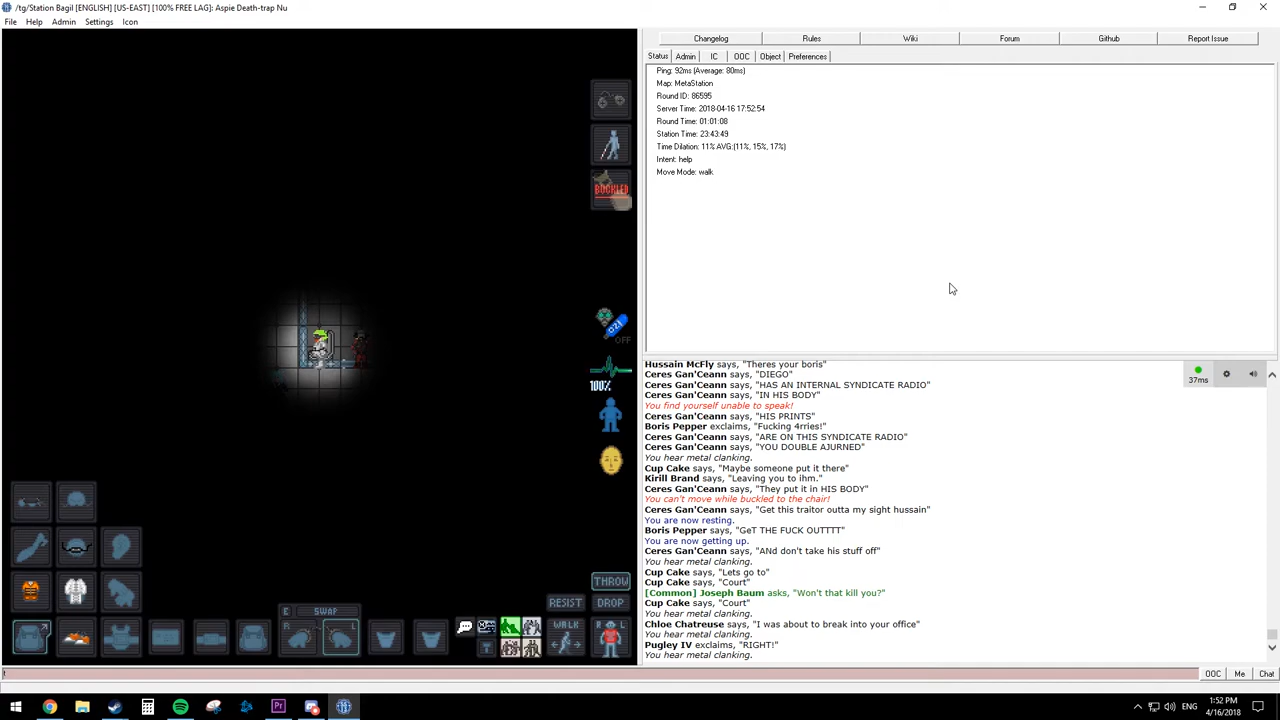 /tg/Station Bagil [ENGLISH] [US-EAST] [100% FREE LAG]: Aspie Death-trap Nu
File Help Admin Settings Icon
Changelog Rules Wiki Forum Github Report Issue
Status Admin IC OOC Object Preferences
Ping: 92ms (Average: 80ms)
Map: MetaStation
Round ID: 86595
Server Time: 2018-04-16 17:52:54
Round Time: 01:01:08
Station Time: 23:43:49
Time Dilation: 11% AVG:(11%, 15%, 17%)
Intent: help
Move Mode: walk
BUCKLED
OFF
100%
Hussain McFly says, "Theres your boris"
Ceres Gan'Ceann says, "DIEGO"
Ceres Gan'Ceann says, "HAS AN INTERNAL SYNDICATE RADIO"
Ceres Gan'Ceann says, "IN HIS BODY"
You find yourself unable to speak!
Ceres Gan'Ceann says, "HIS PRINTS"
Boris Pepper exclaims, "Fucking 4rries!"
Ceres Gan'Ceann says, "ARE ON THIS SYNDICATE RADIO"
Ceres Gan'Ceann says, "YOU DOUBLE AJURNED"
You hear metal clanking.
Cup Cake says, "Maybe someone put it there"
Kirill Brand says, "Leaving you to ihm."
Ceres Gan'Ceann says, "They put it in HIS BODY"
You can't move while buckled to the chair!
Ceres Gan'Ceann says, "Get this traitor outta my sight hussain"
You are now resting.
Boris Pepper says, "GeT THE FUCK OUTTTT"
You are now getting up.
Ceres Gan'Ceann says, "ANd don't take his stuff off"
You hear metal clanking.
Cup Cake says, "Lets go to"
Cup Cake says, "Court"
[Common] Joseph Baum asks, "Won't that kill you?"
Cup Cake says, "Court"
You hear metal clanking.
Chloe Chatreuse says, "I was about to break into your office"
You hear metal clanking.
Pugley IV exclaims, "RIGHT!"
You hear metal clanking.
37ms
THROW
RESIST DROP
E SWAP
R L
WALK
R L
OOC Me Chat
ENG
1:52 PM
4/16/2018